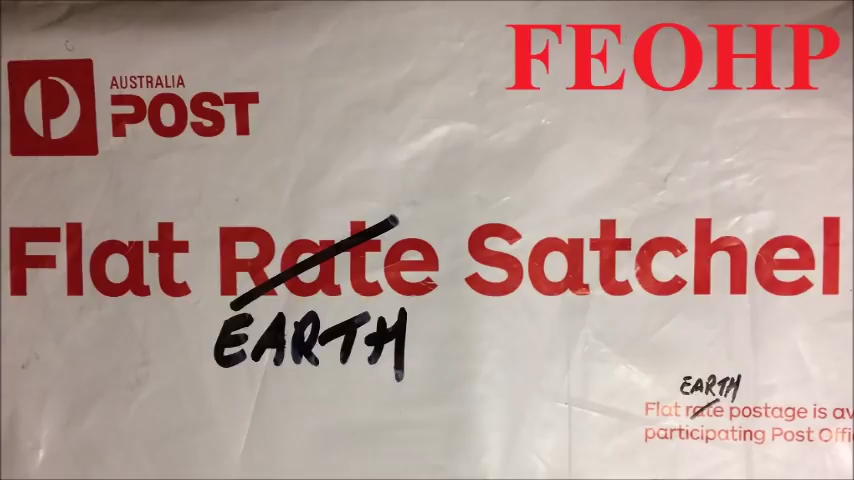 FEOHP
AUSTRALIA
POST
Flat Rate Satchel
EARTH
EARTH
Flat rate postage is av
participating Post Offi